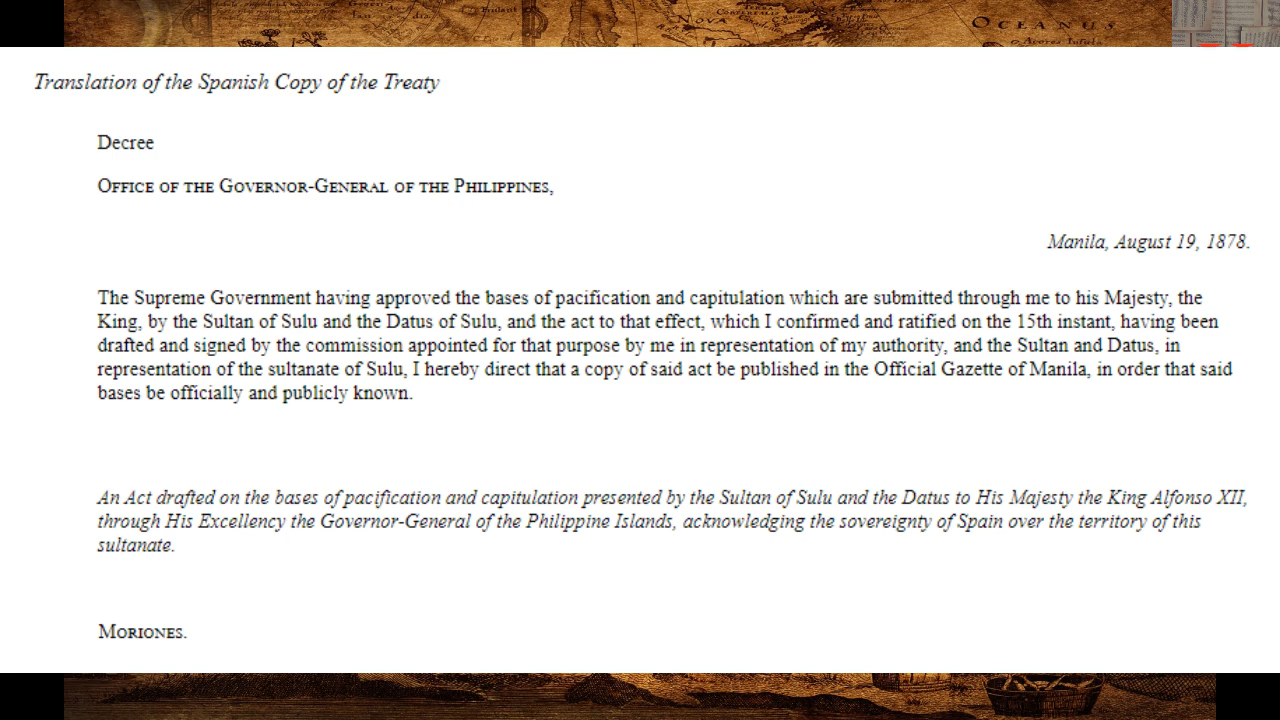 Trident
NOVA
OCEANUS
Translation of the Spanish Copy of the Treaty
Decree
OFFICE OF THE GOVERNOR-GENERAL OF THE PHILIPPINES,
Manila, August 19, 1878.
The Supreme Government having approved the bases of pacification and capitulation which are submitted through me to his Majesty, the
King, by the Sultan of Sulu and the Datus of Sulu, and the act to that effect, which I confirmed and ratified on the 15th instant, having been
drafted and signed by the commission appointed for that purpose by me in representation of my authority, and the Sultan and Datus, in
representation of the sultanate of Sulu, I hereby direct that a copy of said act be published in the Official Gazette of Manila, in order that said
bases be officially and publicly known.
An Act drafted on the bases of pacification and capitulation presented by the Sultan of Sulu and the Datus to His Majesty the King Alfonso XII,
through His Excellency the Governor-General of the Philippine Islands, acknowledging the sovereignty of Spain over the territory of this
sultanate.
MORIONES.